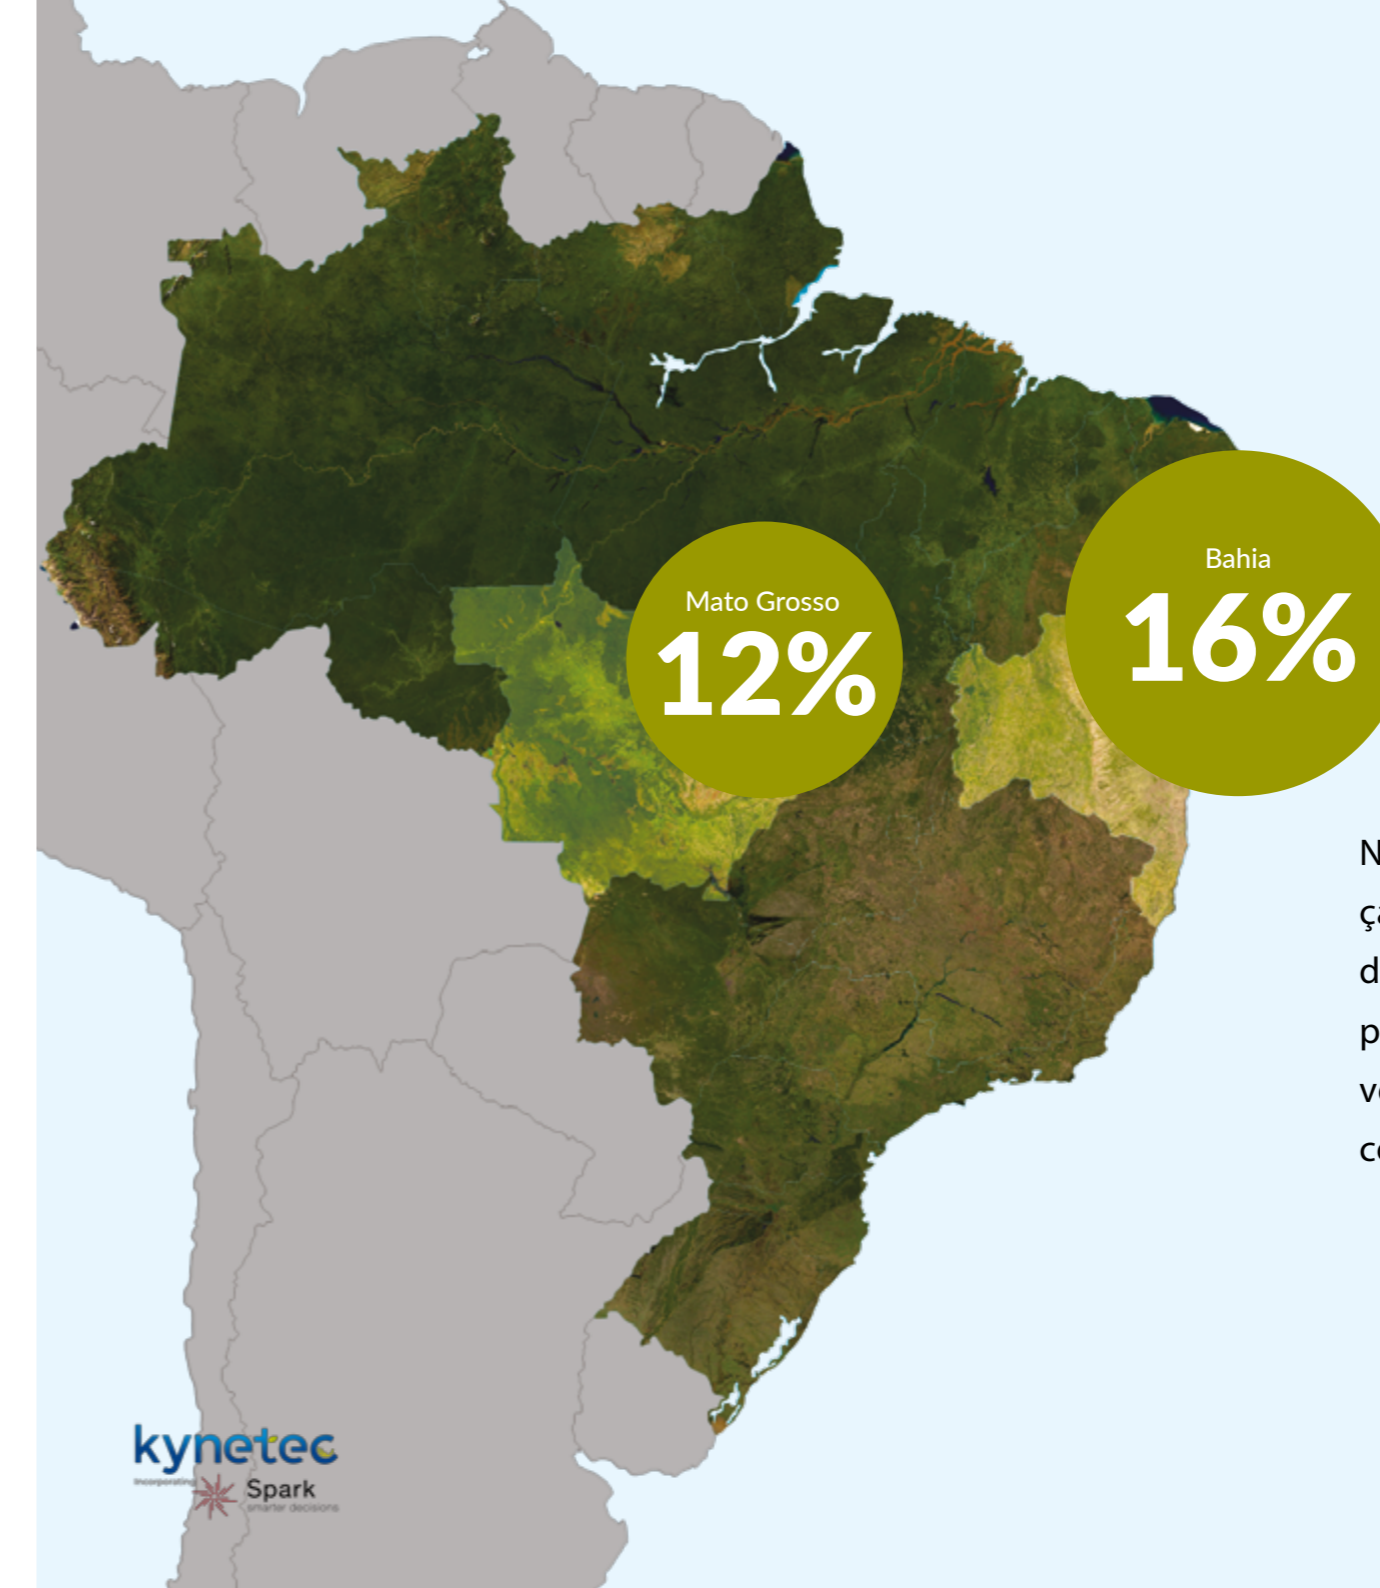 Bahia
16%
Mato Grosso
12%
kynetec
Incorporating
Spark
smarter decisions